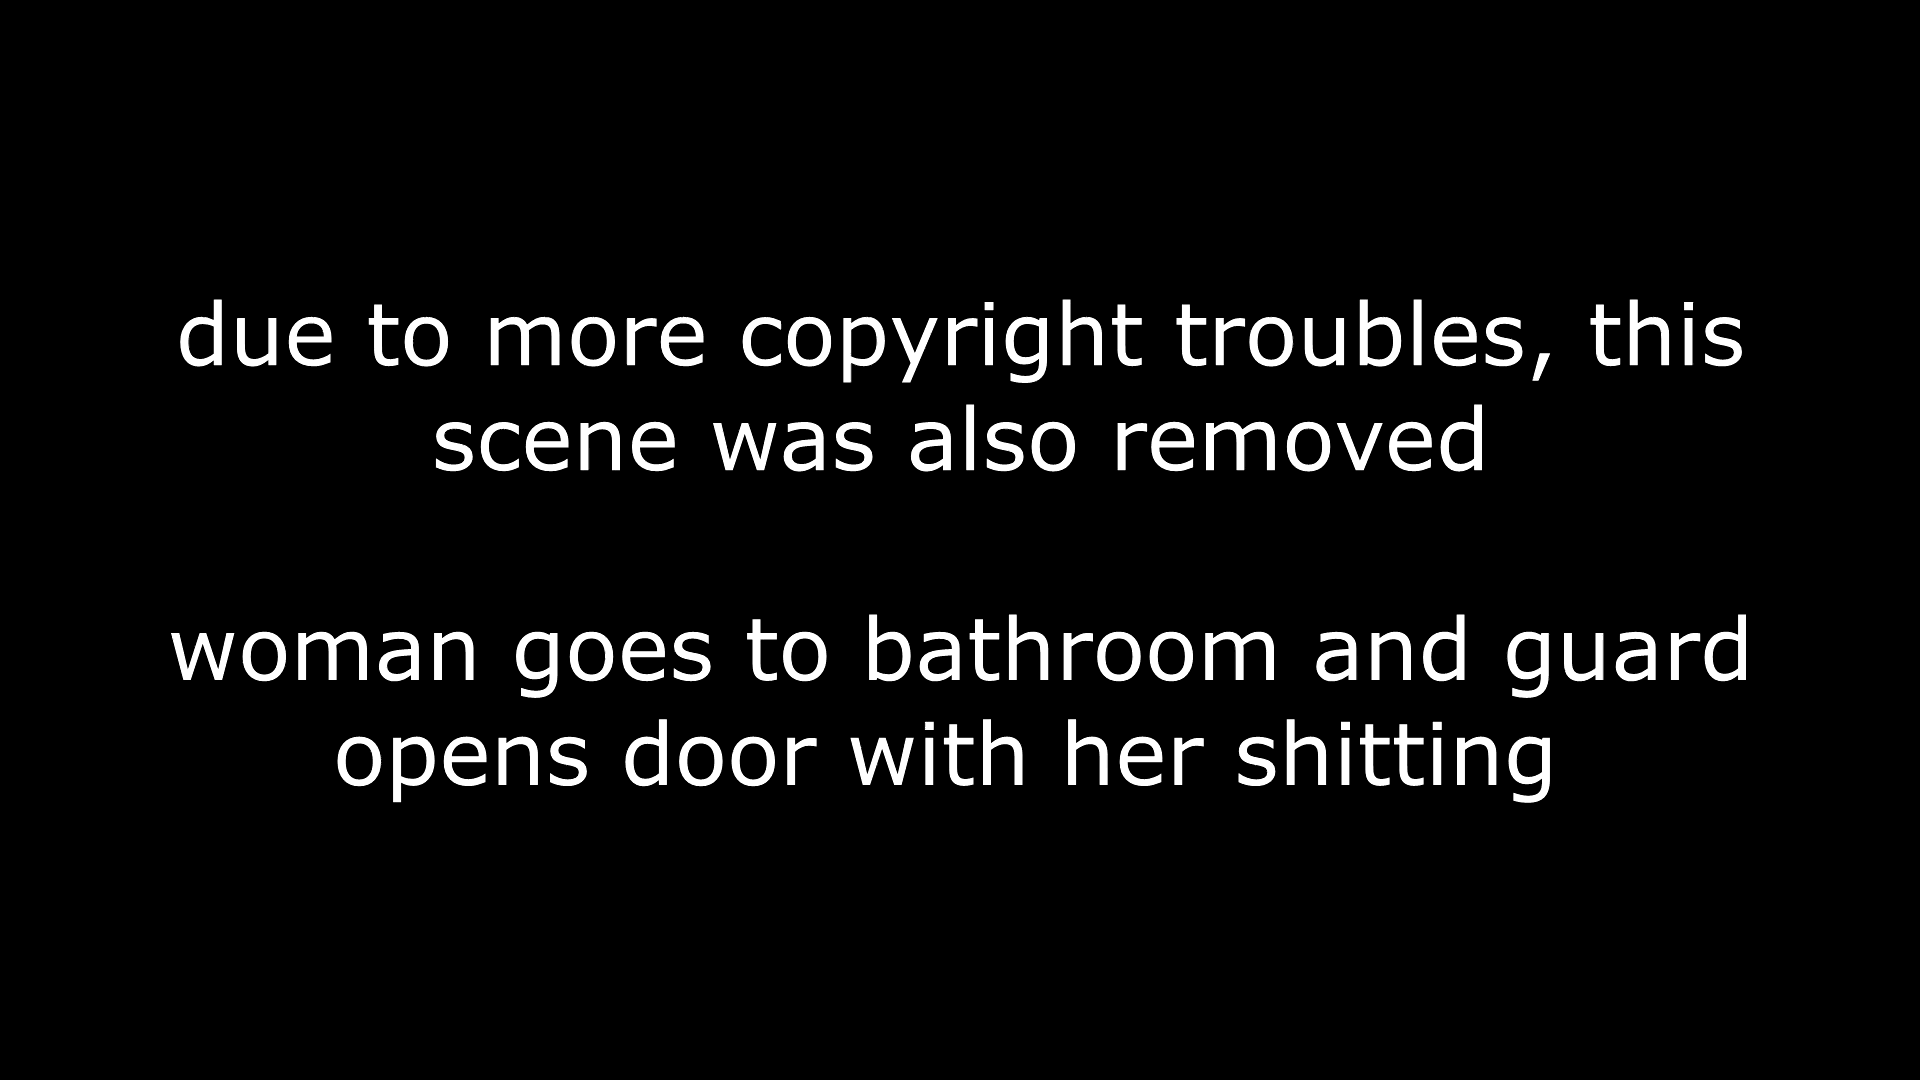 due to more copyright troubles, this
scene was also removed
woman goes to bathroom and guard
opens door with her shitting